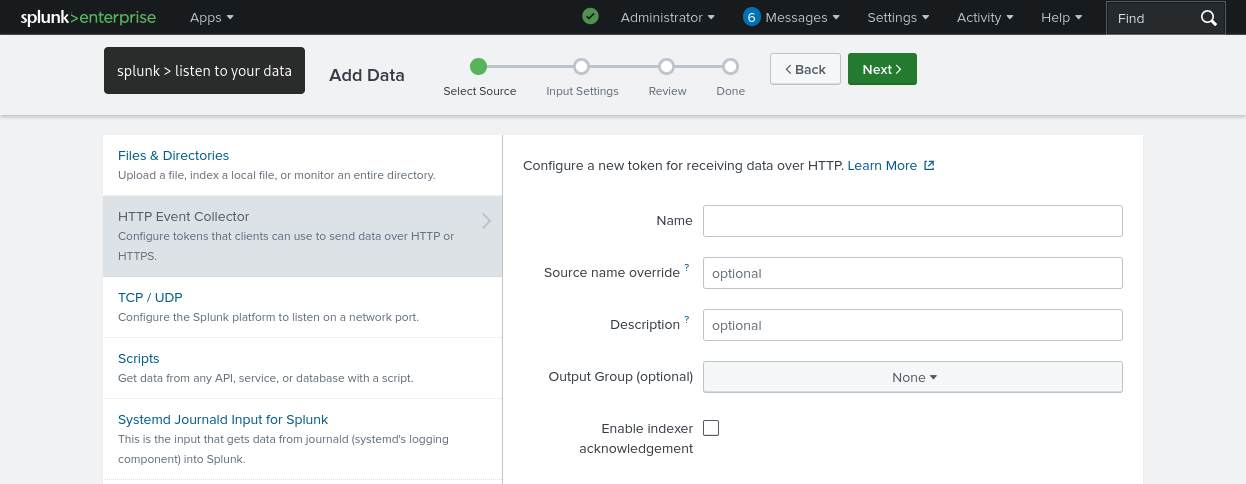 splunk>enterprise Apps Administrator 6 Messages Settings Activity Help Find
splunk > listen to your data
Add Data
Select Source Input Settings Review Done
Back Next
Files & Directories
Upload a file, index a local file, or monitor an entire directory.
HTTP Event Collector
Configure tokens that clients can use to send data over HTTP or
HTTPS.
TCP / UDP
Configure the Splunk platform to listen on a network port.
Scripts
Get data from any API, service, or database with a script.
Systemd Journald Input for Splunk
This is the input that gets data from journald (systemd's logging
component) into Splunk.
Configure a new token for receiving data over HTTP. Learn More
Name
Source name override ? optional
Description ? optional
Output Group (optional) None
Enable indexer
acknowledgement